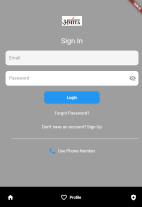 Sign In
Email
Password
Login
Forgot Password?
Don't have an account? Sign Up
Use Phone Number
Profile